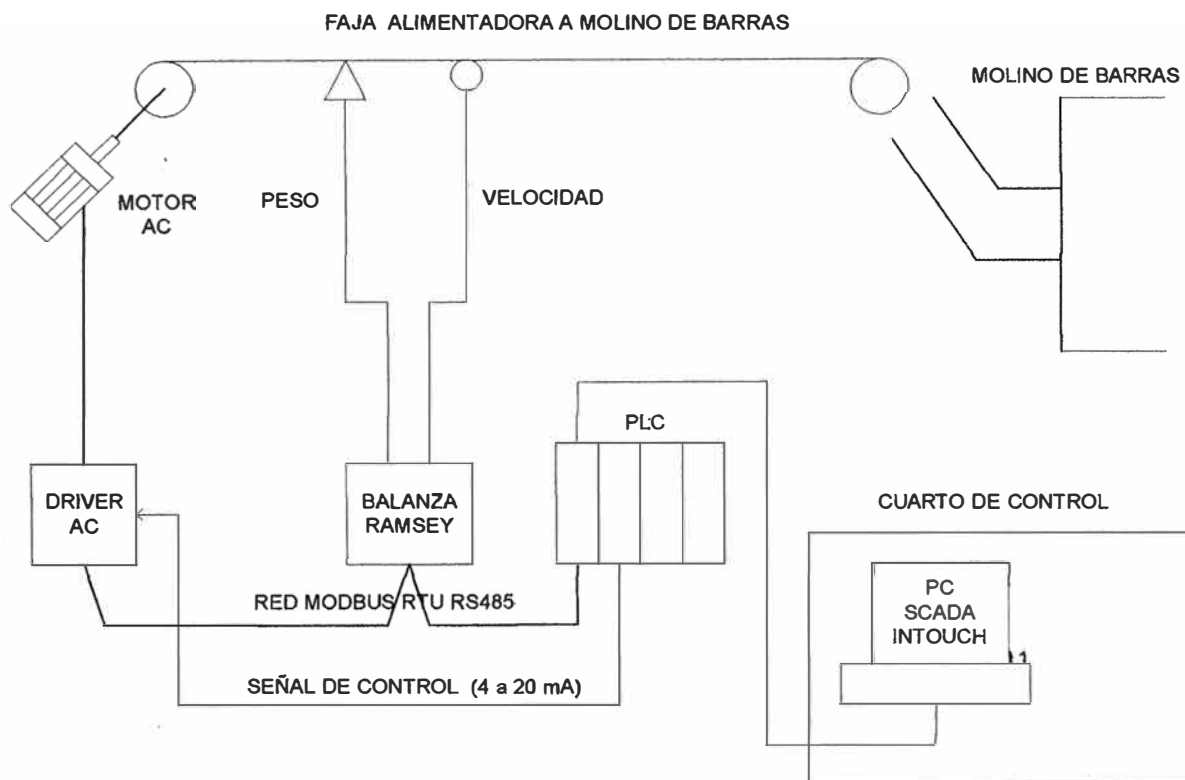 FAJA ALIMENTADORA A MOLINO DE BARRAS
MOLINO DE BARRAS
MOTOR
AC
PESO
VELOCIDAD
PLC
DRIVER
AC
BALANZA
RAMSEY
CUARTO DE CONTROL
RED MODBUS RTU RS485
PC
SCADA
INTOUCH
SEÑAL DE CONTROL (4 a 20 mA)